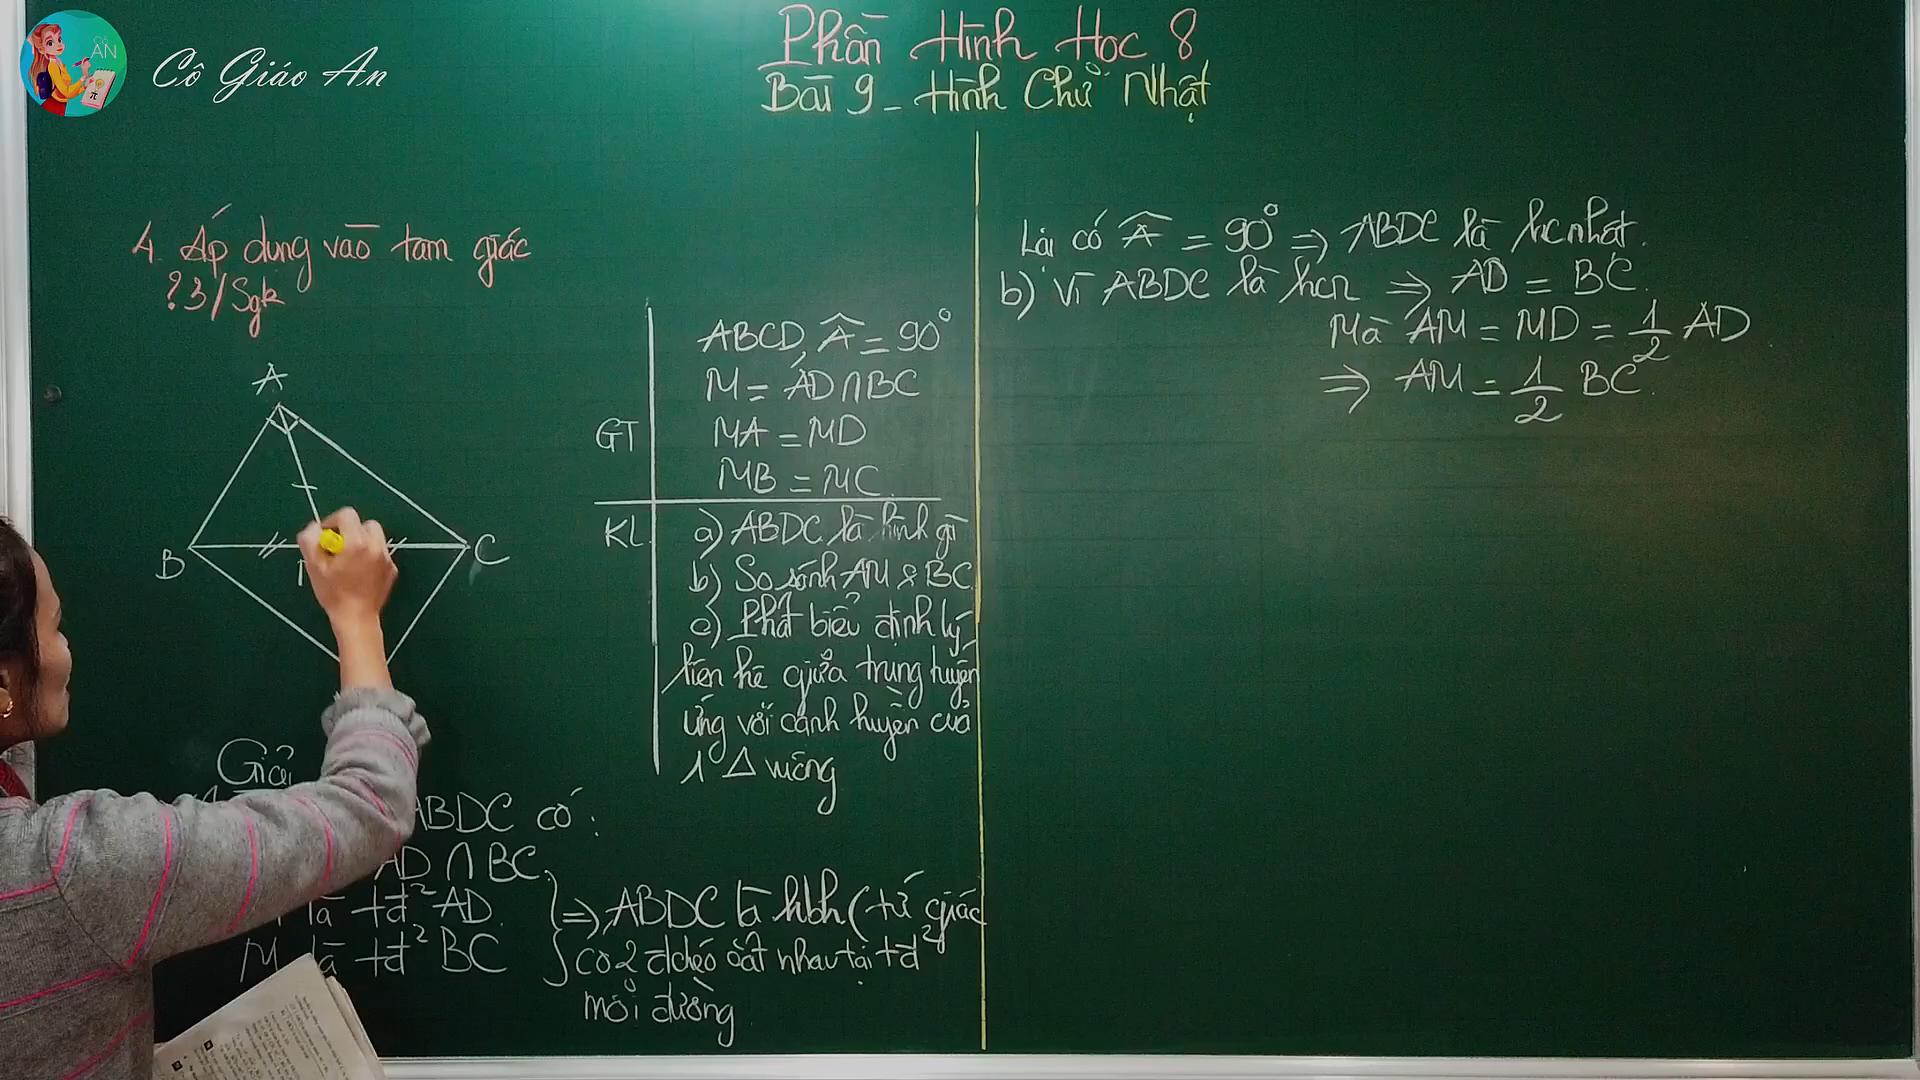 Cô Giáo An
AN
Phần Hình Học 8
Bài 9 - Hình Chữ Nhật
4. Áp dụng vào tam giác
?3/Sgk
A
B
C
GT
ABCD, Â = 90°
M = AD ∩ BC
MA = MD
MB = MC
KL
a) ABDC là hình gì
b) So sánh AM & BC
c) Phát biểu định lý
liên hệ giữa trung tuyến
ứng với cạnh huyền của
1 Δ vuông
Giải
ABDC có:
AD ∩ BC
là tđ² AD
M là tđ² BC
⇒ ABDC là hbh (tứ giác
có 2 đchéo cắt nhau tại tđ²
mỗi đường
Lại có Â = 90° ⇒ ABDC là hc nhật.
b) Vì ABDC là hcn ⇒ AD = BC.
Mà AM = MD = 1/2 AD
⇒ AM = 1/2 BC.